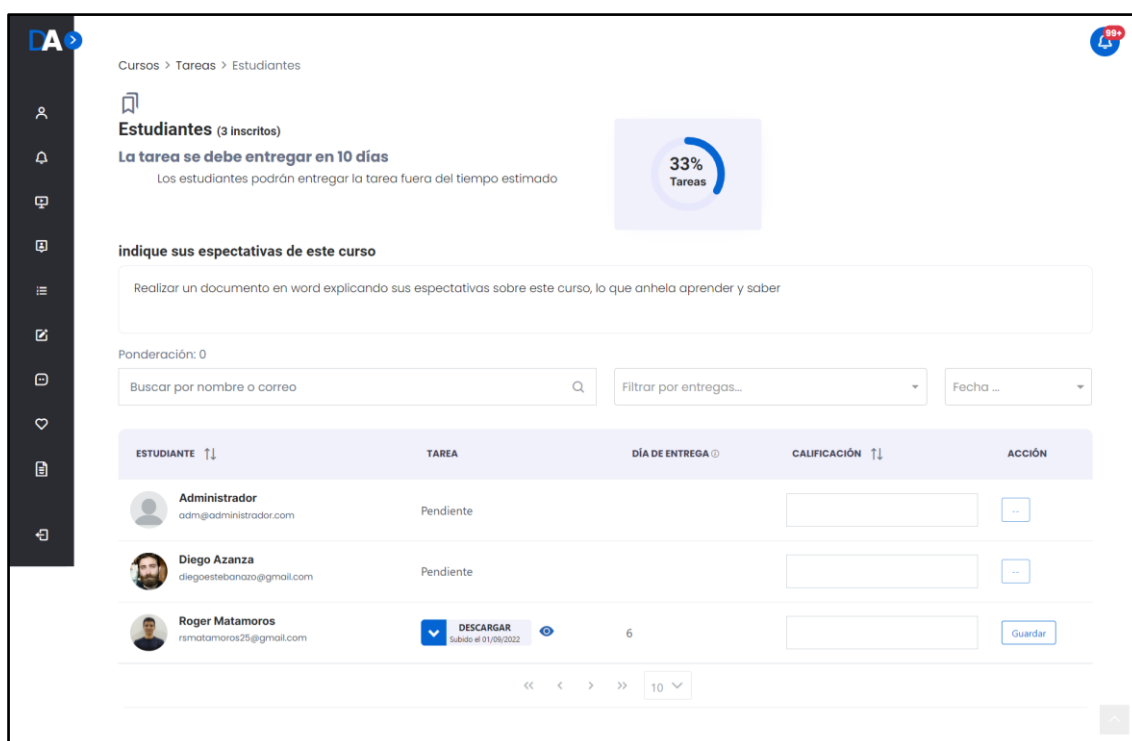 DA
99+
Cursos > Tareas > Estudiantes
Estudiantes (3 inscritos)
La tarea se debe entregar en 10 días
Los estudiantes podrán entregar la tarea fuera del tiempo estimado
33%
Tareas
indique sus espectativas de este curso
Realizar un documento en word explicando sus espectativas sobre este curso, lo que anhela aprender y saber
Ponderación: 0
Buscar por nombre o correo
Filtrar por entregas...
Fecha ...
ESTUDIANTE TAREA DÍA DE ENTREGA CALIFICACIÓN ACCIÓN
Administrador
adm@administrador.com
Pendiente
--
Diego Azanza
diegoestebanazo@gmail.com
Pendiente
--
Roger Matamoros
rsmatamoros25@gmail.com
DESCARGAR
Subido el 01/09/2022
6
Guardar
<< < > >> 10